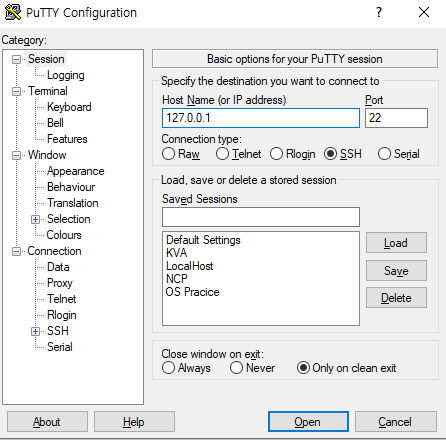 PuTTY Configuration
?
Category:
Session
Logging
Terminal
Keyboard
Bell
Features
Window
Appearance
Behaviour
Translation
Selection
Colours
Connection
Data
Proxy
Telnet
Rlogin
SSH
Serial
Basic options for your PuTTY session
Specify the destination you want to connect to
Host Name (or IP address) Port
127.0.0.1 22
Connection type:
Raw Telnet Rlogin SSH Serial
Load, save or delete a stored session
Saved Sessions
Default Settings
KVA
LocalHost
NCP
OS Pracice
Load
Save
Delete
Close window on exit:
Always Never Only on clean exit
About Help Open Cancel